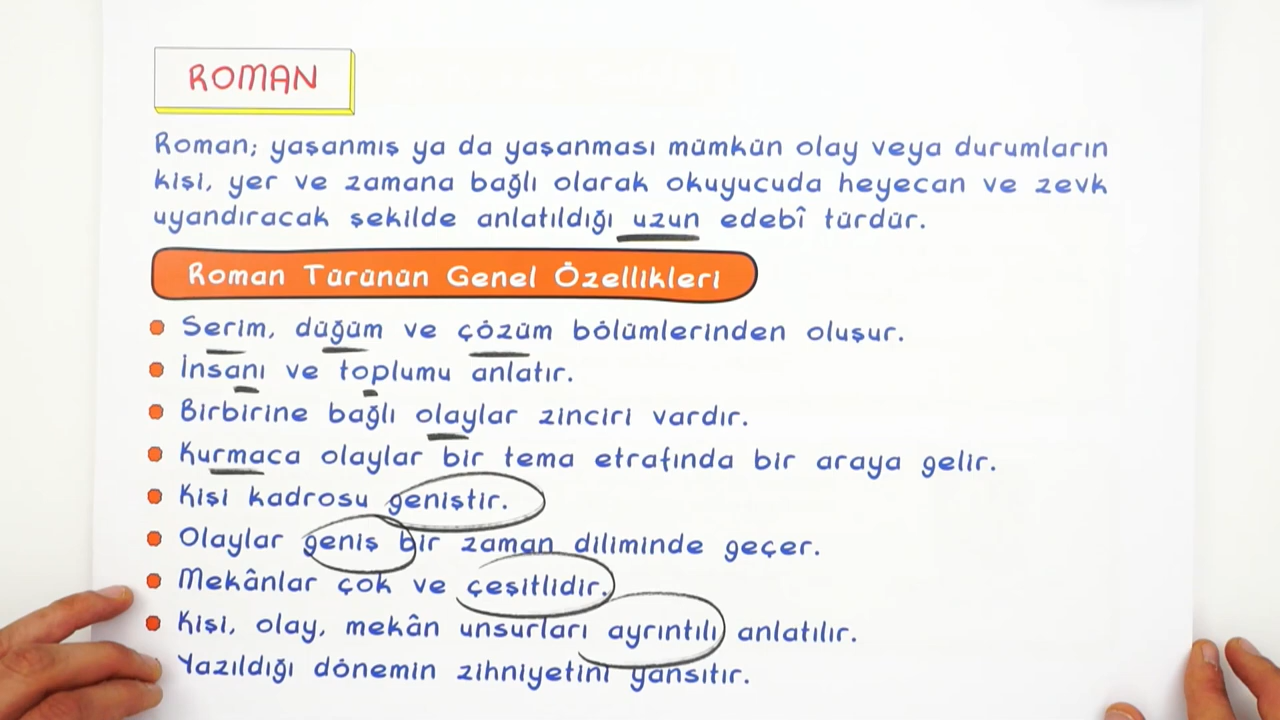 ROMAN
Roman; yaşanmış ya da yaşanması mümkün olay veya durumların
kişi, yer ve zamana bağlı olarak okuyucuda heyecan ve zevk
uyandıracak şekilde anlatıldığı uzun edebî türdür.
Roman Türünün Genel Özellikleri
Serim, düğüm ve çözüm bölümlerinden oluşur.
İnsanı ve toplumu anlatır.
Birbirine bağlı olaylar zinciri vardır.
Kurmaca olaylar bir tema etrafında bir araya gelir.
Kişi kadrosu geniştir.
Olaylar geniş bir zaman diliminde geçer.
Mekânlar çok ve çeşitlidir.
Kişi, olay, mekân unsurları ayrıntılı anlatılır.
Yazıldığı dönemin zihniyetini yansıtır.